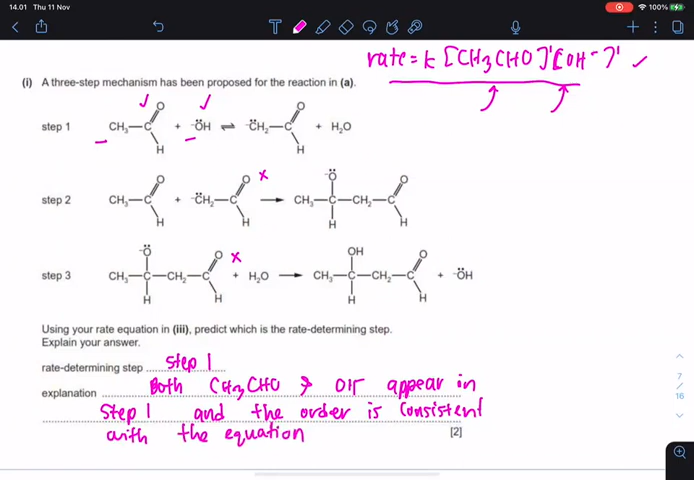 14.01 Thu 11 Nov
100%
rate = k [CH3CHO]¹[OH⁻]¹ ✓
(i) A three-step mechanism has been proposed for the reaction in (a).
step 1 CH₃—C O H + ⁻ÖH ⇌ ⁻C̈H₂—C O H + H₂O
step 2 CH₃—C O H + ⁻C̈H₂—C O H → CH₃—C—CH₂—C ⁻Ö H O H
step 3 CH₃—C—CH₂—C ⁻Ö H O H + H₂O → CH₃—C—CH₂—C OH H O H + ⁻ÖH
Using your rate equation in (iii), predict which is the rate-determining step.
Explain your answer.
rate-determining step step 1
explanation Both CH3CHO & OH⁻ appear in
step 1 and the order is consistent
with the equation
[2]
7
/
16